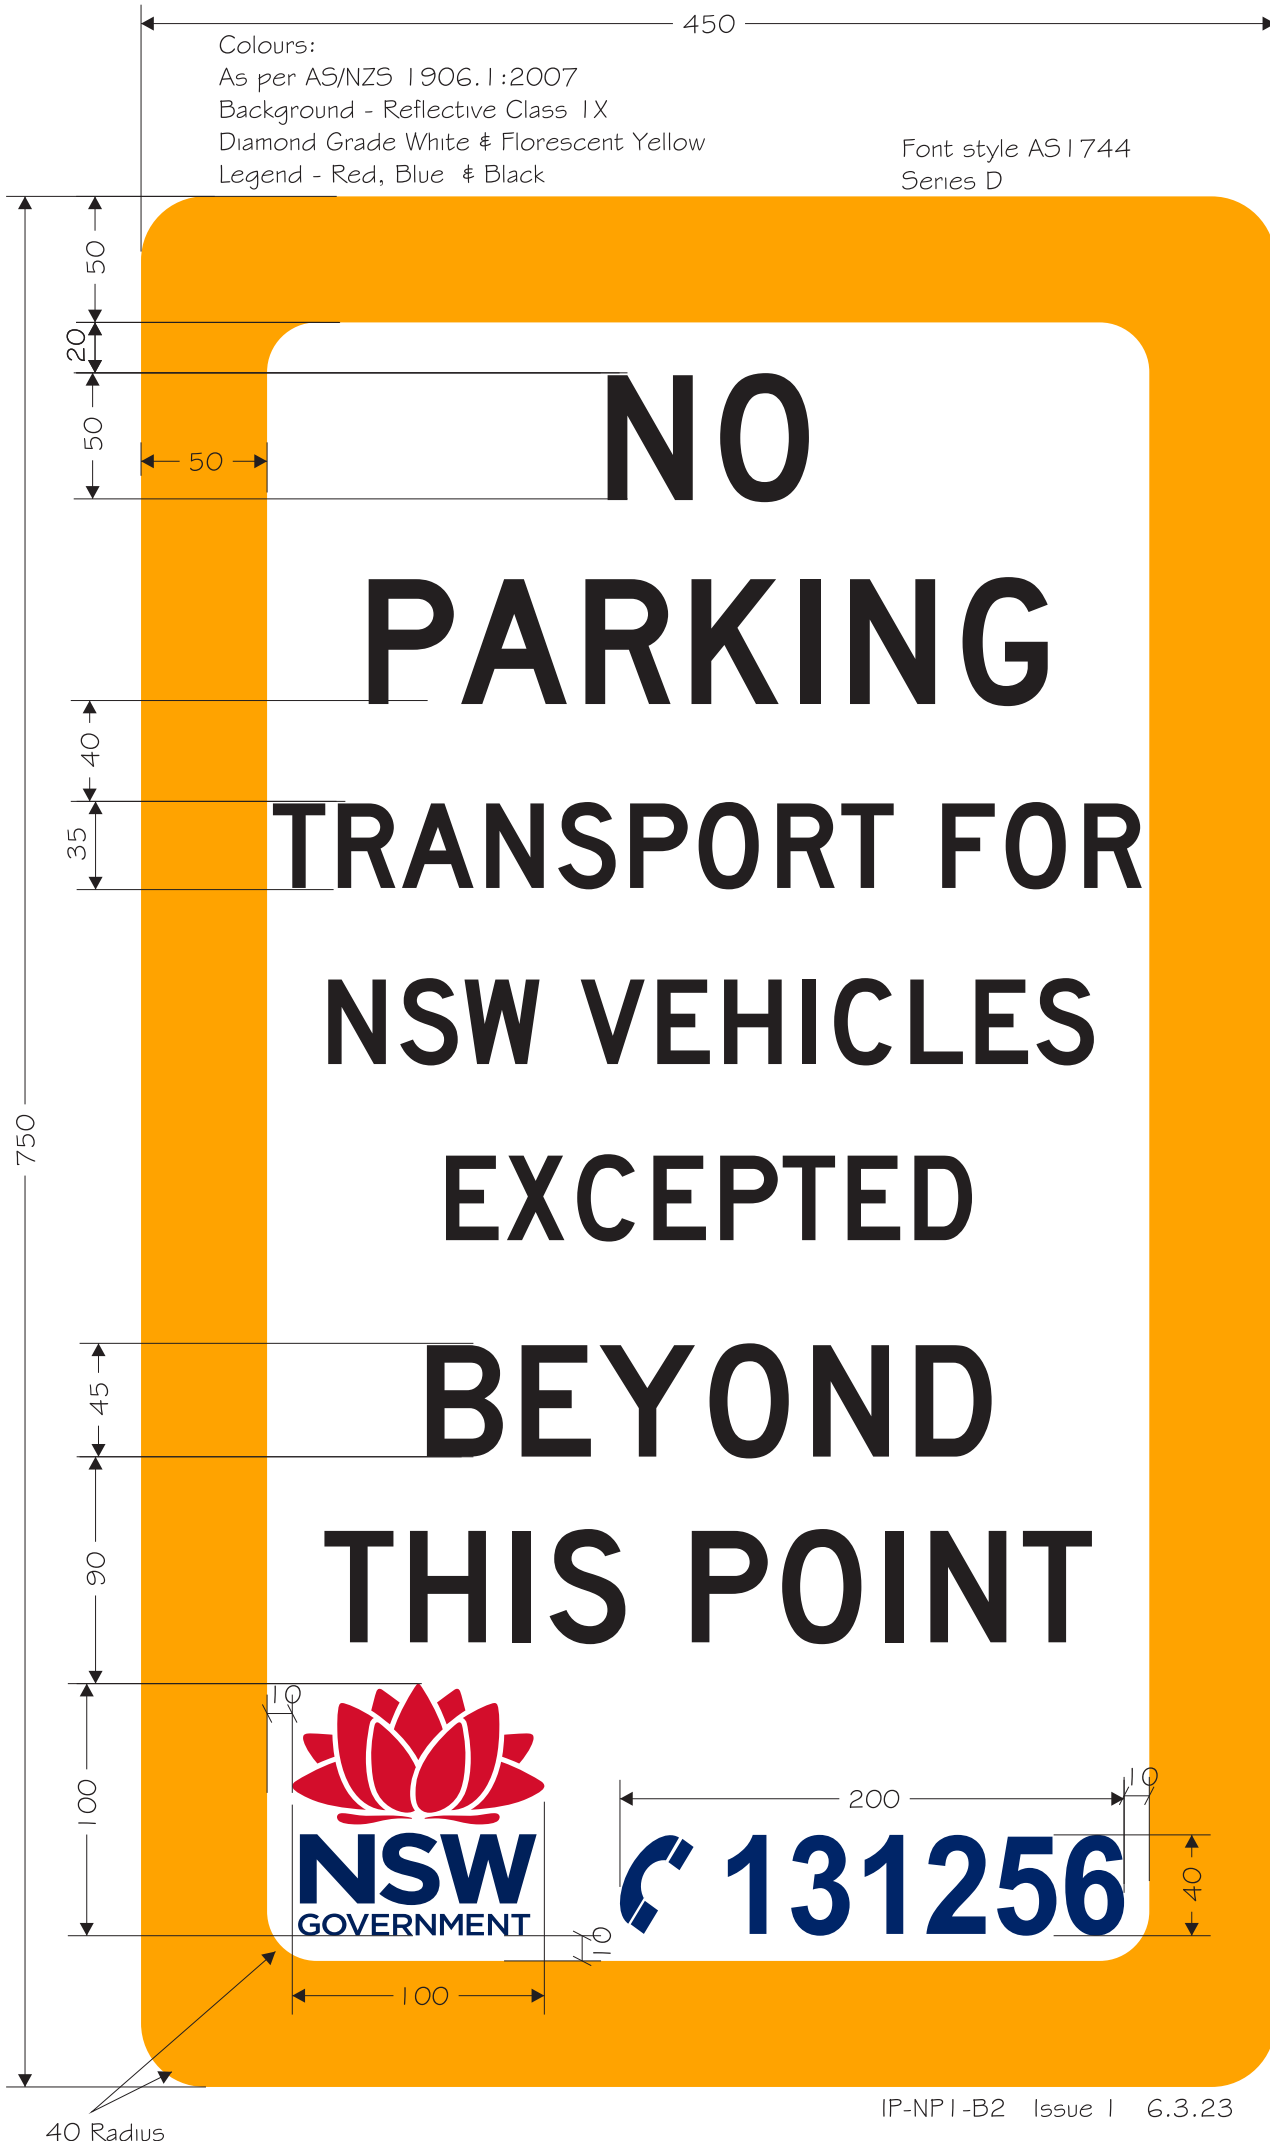 450
Colours:
As per AS/NZS 1906.1:2007
Background - Reflective Class 1X
Diamond Grade White & Florescent Yellow
Legend - Red, Blue & Black
Font style AS1744
Series D
50
20
50
50
NO
PARKING
40
35
TRANSPORT FOR
NSW VEHICLES
750
EXCEPTED
45
BEYOND
90
THIS POINT
10
100
NSW
GOVERNMENT
200
10
131256
40
10
100
40 Radius
IP-NP1-B2 Issue 1 6.3.23